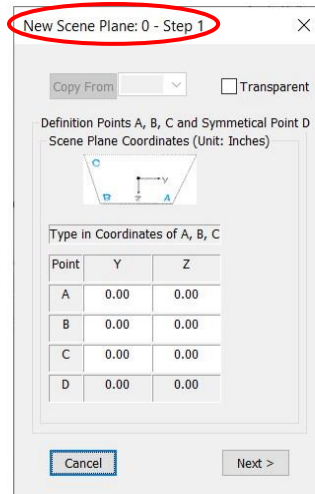 New Scene Plane: 0 - Step 1
Copy From
Transparent
Definition Points A, B, C and Symmetical Point D
Scene Plane Coordinates (Unit: Inches)
C
Y
B Z A
Type in Coordinates of A, B, C
Point Y Z
A 0.00 0.00
B 0.00 0.00
C 0.00 0.00
D 0.00 0.00
Cancel Next >